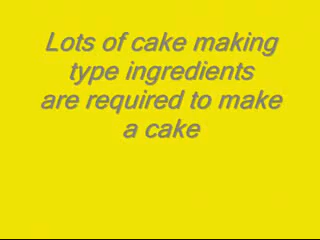 Lots of cake making
type ingredients
are required to make
a cake